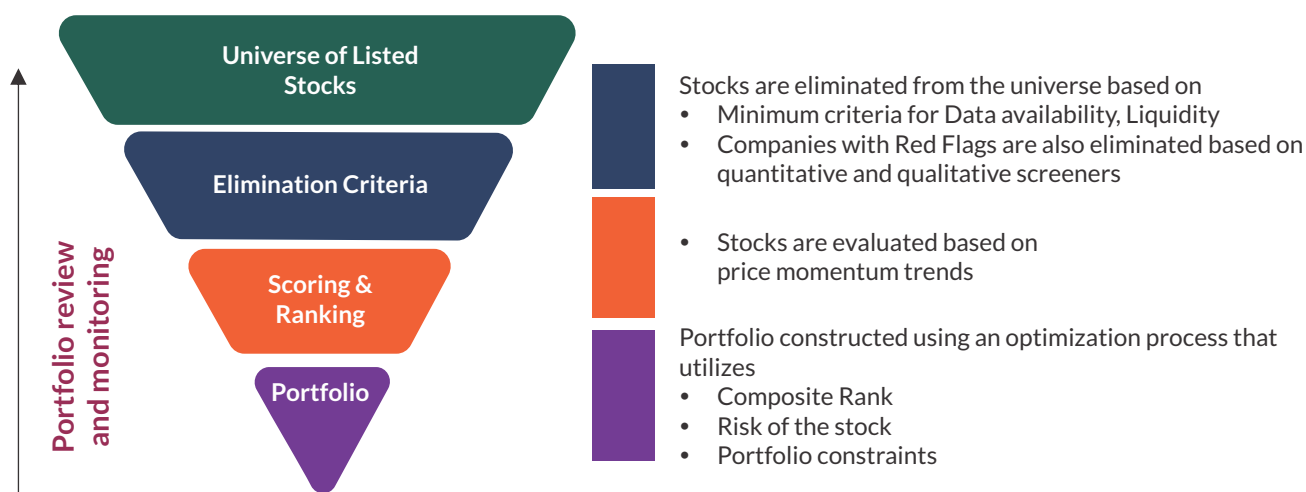 Universe of Listed
Stocks
Elimination Criteria
Scoring &
Ranking
Portfolio
Portfolio review
and monitoring
Stocks are eliminated from the universe based on
• Minimum criteria for Data availability, Liquidity
• Companies with Red Flags are also eliminated based on
quantitative and qualitative screeners
• Stocks are evaluated based on
price momentum trends
Portfolio constructed using an optimization process that
utilizes
• Composite Rank
• Risk of the stock
• Portfolio constraints